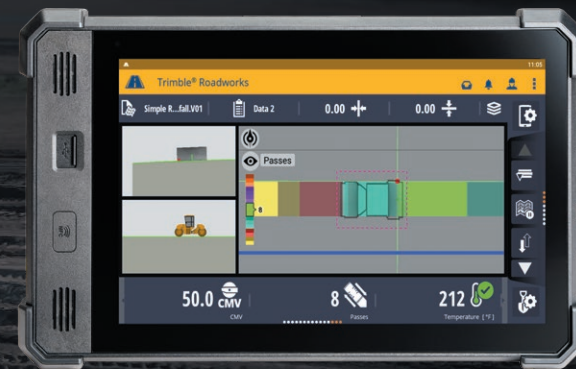 11:05
Trimble® Roadworks
Simple R...fall.V01 Data 2 0.00 0.00
Passes
8
50.0 CMV 8 212
CMV Passes Temperature [°F]